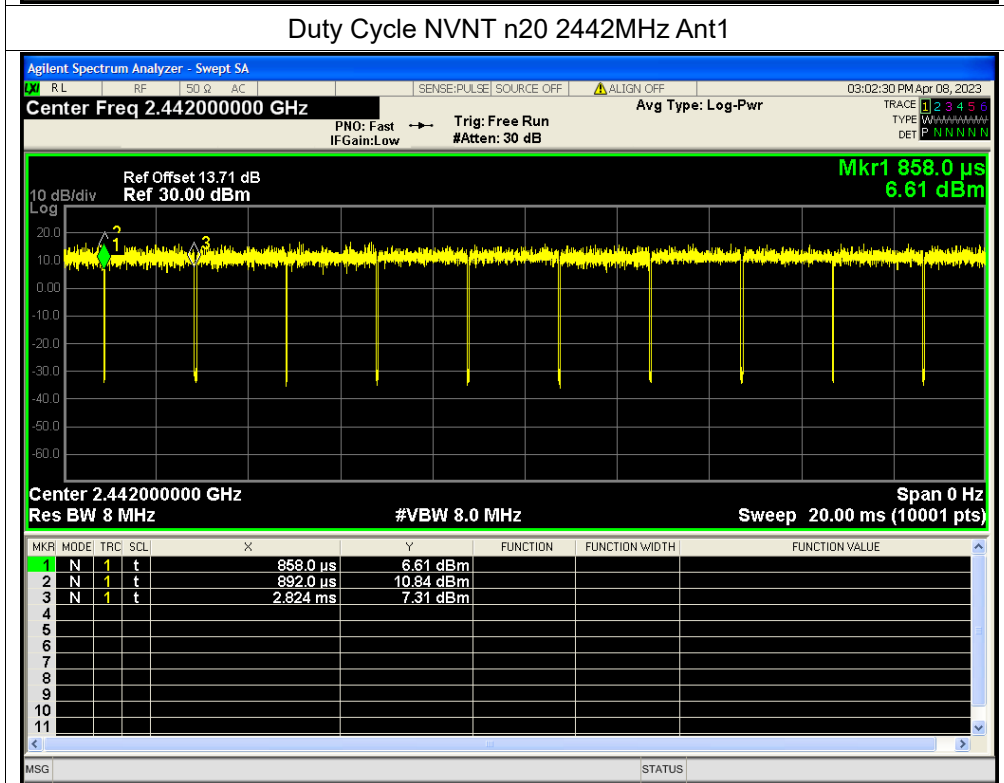 Duty Cycle NVNT n20 2442MHz Ant1
Agilent Spectrum Analyzer - Swept SA
LXI RL RF 50 Ω AC SENSE:PULSE SOURCE OFF ALIGN OFF 03:02:30 PM Apr 08, 2023
Center Freq 2.442000000 GHz Avg Type: Log-Pwr TRACE 1 2 3 4 5 6
PNO: Fast Trig: Free Run TYPE WWWWWW
IFGain:Low #Atten: 30 dB DET P N N N N N
Mkr1 858.0 µs
Ref Offset 13.71 dB
10 dB/div Ref 30.00 dBm 6.61 dBm
Log
20.0
2
1 3
10.0
0.00
-10.0
-20.0
-30.0
-40.0
-50.0
-60.0
Center 2.442000000 GHz Span 0 Hz
Res BW 8 MHz #VBW 8.0 MHz Sweep 20.00 ms (10001 pts)
MKR MODE TRC SCL X Y FUNCTION FUNCTION WIDTH FUNCTION VALUE
1 N 1 t 858.0 µs 6.61 dBm
2 N 1 t 892.0 µs 10.84 dBm
3 N 1 t 2.824 ms 7.31 dBm
4
5
6
7
8
9
10
11
MSG STATUS